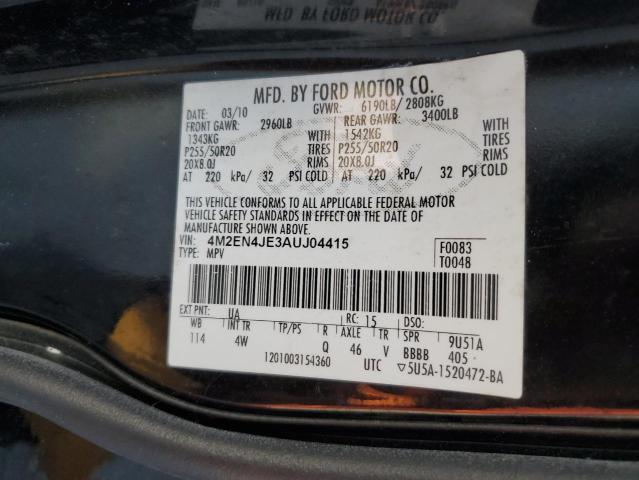 WED BA FORD MOTOR CO
MFD. BY FORD MOTOR CO.
DATE: 03/10 GVWR: 6190LB/ 2808KG
FRONT GAWR: 2960LB REAR GAWR: 3400LB
1343KG WITH 1542KG WITH
P255/50R20 TIRES P255/50R20 TIRES
20X8.0J RIMS 20X8.0J RIMS
AT 220 kPa/ 32 PSI COLD AT 220 kPa/ 32 PSI COLD
THIS VEHICLE CONFORMS TO ALL APPLICABLE FEDERAL MOTOR
VEHICLE SAFETY STANDARDS IN EFFECT ON THE DATE OF
MANUFACTURE SHOWN ABOVE.
VIN: 4M2EN4JE3AUJ04415 F0083
TYPE: MPV T0048
EXT PNT: UA RC: 15 DSO:
WB INT TR TP/PS R AXLE TR SPR 9U51A
114 4W Q 46 V BBBB 405
1201003154360 UTC ▽5U5A-1520472-BA